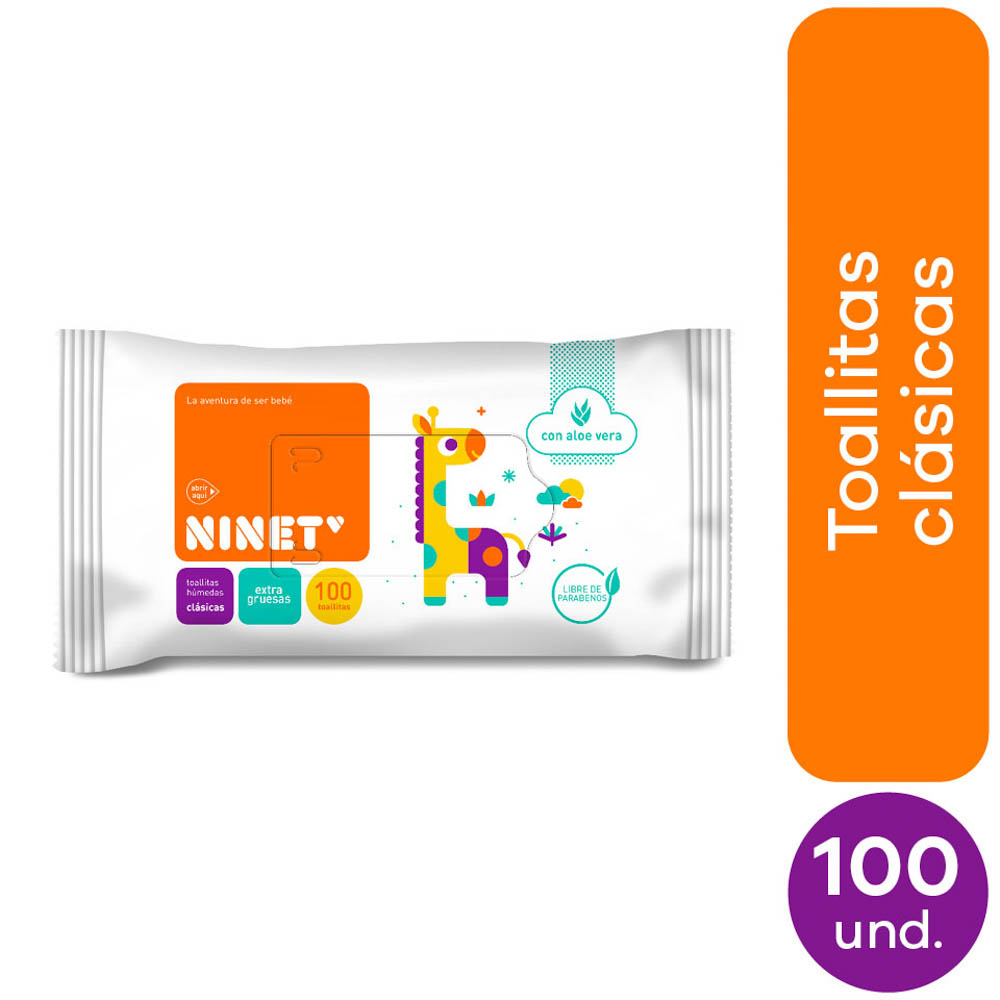 La aventura de ser bebé
abrir
aquí
NINET
toallitas
húmedas
clásicas
extra
gruesas
100
toallitas
con aloe vera
LIBRE DE
PARABENOS
Toallitas
clásicas
100
und.